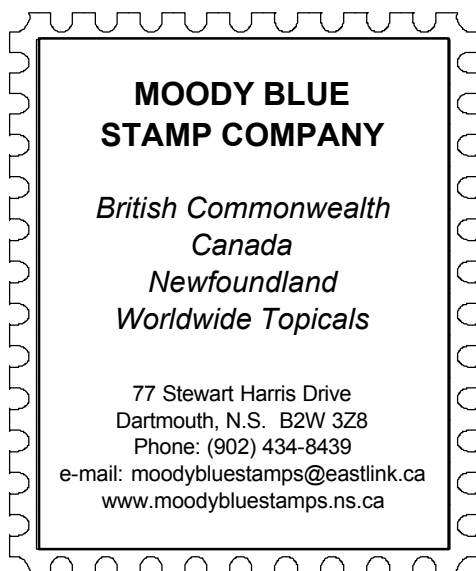 MOODY BLUE
STAMP COMPANY
British Commonwealth
Canada
Newfoundland
Worldwide Topicals
77 Stewart Harris Drive
Dartmouth, N.S.  B2W 3Z8
Phone: (902) 434-8439
e-mail: moodybluestamps@eastlink.ca
www.moodybluestamps.ns.ca